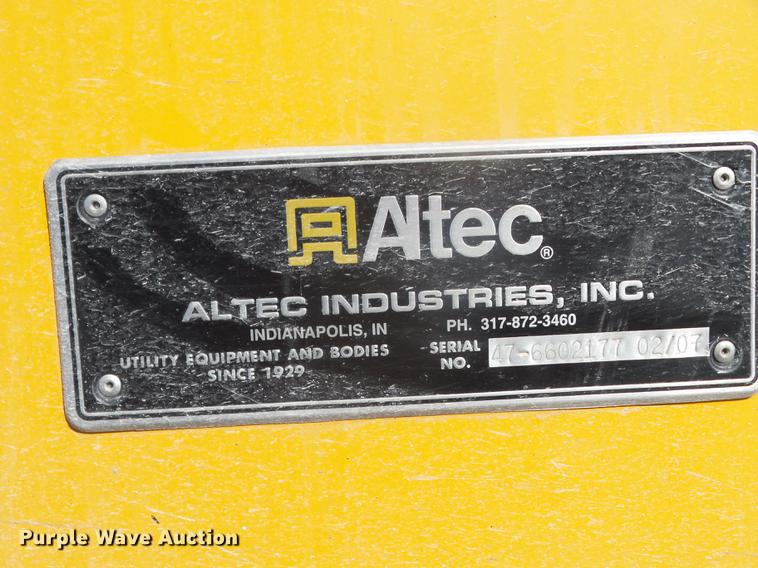 Altec®
ALTEC INDUSTRIES, INC.
INDIANAPOLIS, IN PH. 317-872-3460
UTILITY EQUIPMENT AND BODIES
SINCE 1929
SERIAL NO. 47-6602177 02/07
Purple Wave Auction